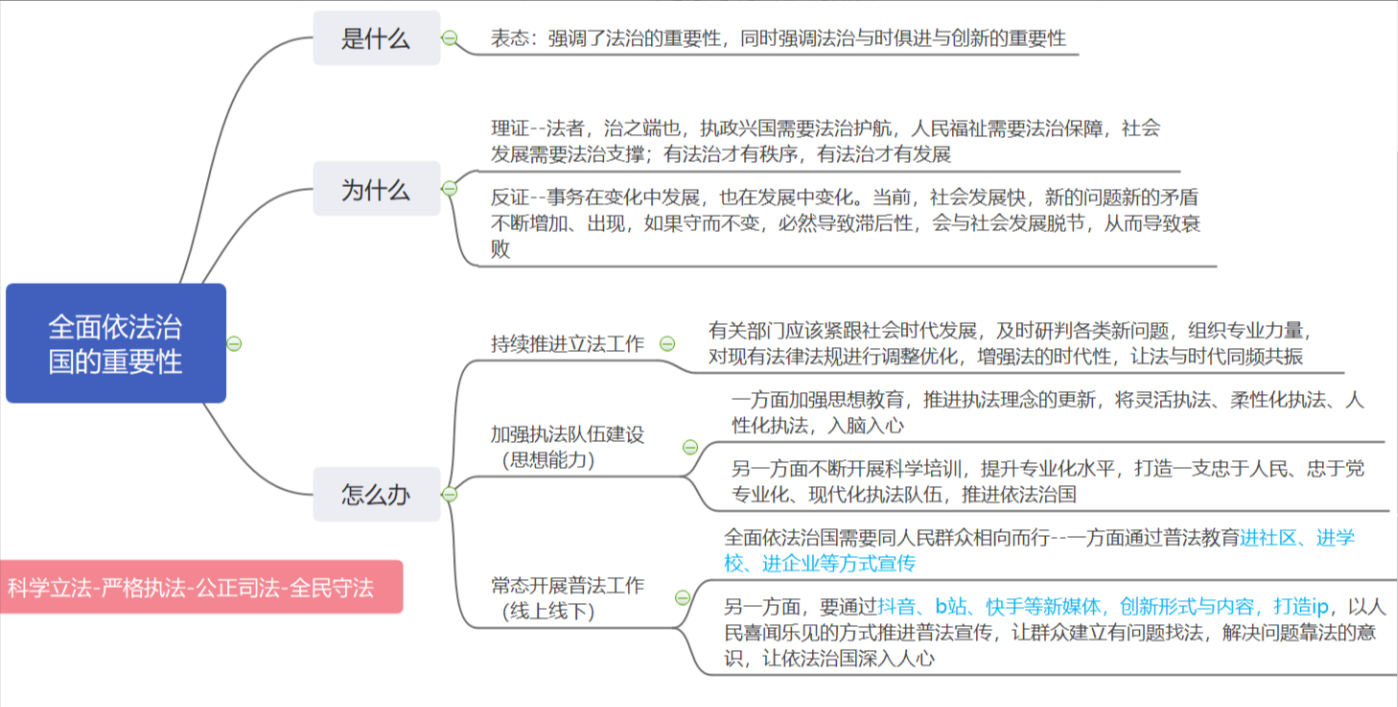 是什么
表态：强调了法治的重要性，同时强调法治与时俱进与创新的重要性
理证--法者，治之端也，执政兴国需要法治护航，人民福祉需要法治保障，社会
发展需要法治支撑；有法治才有秩序，有法治才有发展
为什么
反证--事务在变化中发展，也在发展中变化。当前，社会发展快，新的问题新的矛盾
不断增加、出现，如果守而不变，必然导致滞后性，会与社会发展脱节，从而导致衰
败
全面依法治
国的重要性
持续推进立法工作
有关部门应该紧跟社会时代发展，及时研判各类新问题，组织专业力量，
对现有法律法规进行调整优化，增强法的时代性，让法与时代同频共振
怎么办
加强执法队伍建设
（思想能力）
一方面加强思想教育，推进执法理念的更新，将灵活执法、柔性化执法、人
性化执法，入脑入心
另一方面不断开展科学培训，提升专业化水平，打造一支忠于人民、忠于党
专业化、现代化执法队伍，推进依法治国
常态开展普法工作
（线上线下）
全面依法治国需要同人民群众相向而行--一方面通过普法教育进社区、进学
校、进企业等方式宣传
另一方面，要通过抖音、b站、快手等新媒体，创新形式与内容，打造ip，以人
民喜闻乐见的方式推进普法宣传，让群众建立有问题找法，解决问题靠法的意
识，让依法治国深入人心
科学立法-严格执法-公正司法-全民守法